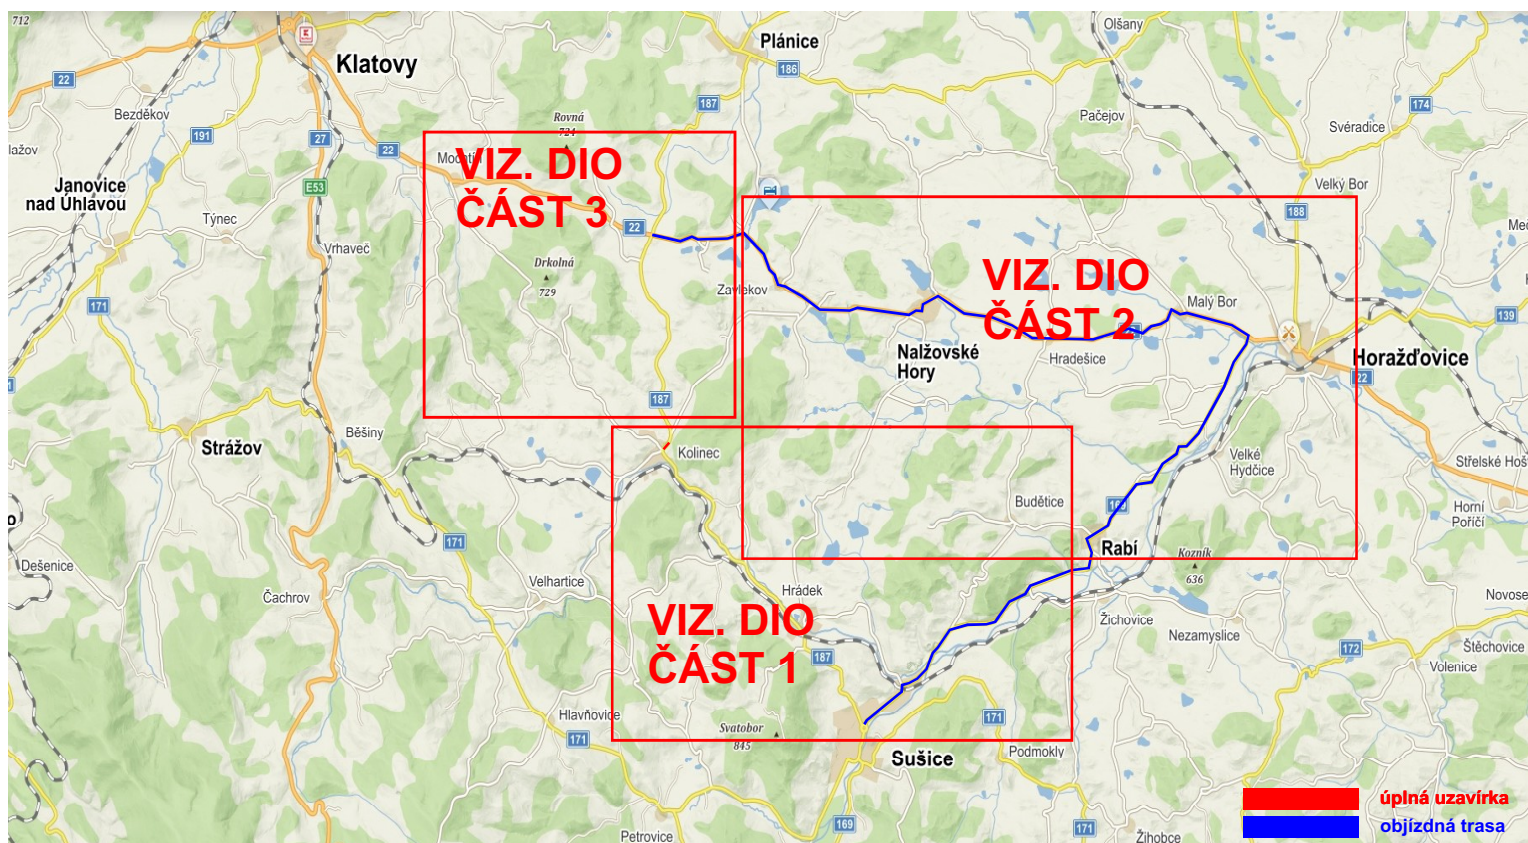 712
Olšany
Plánice
Klatovy
186
22
187
174
Bezděkov
Rovná
724
Pačejov
Svéradice
191
27
22
VIZ. DIO
ČÁST 3
Janovice
nad Úhlavou
E53
Velký Bor
Týnec
188
22
Vrhaveč
Drkolná
729
VIZ. DIO
ČÁST 2
Zavlekov
Malý Bor
171
139
Nalžovské
Hory
Hradešice
Horažďovice
22
187
Běšiny
Strážov
Kolinec
Velké
Hydčice
Střelské Hoš
Budětice
Horní
Poříčí
171
Rabí
Kozník
636
Dešenice
Velhartice
Hrádek
Čachrov
Novose
VIZ. DIO
ČÁST 1
Žichovice
Nezamyslice
172
Štěchovice
187
Volenice
Hlavňovice
171
Svatobor
845
171
Podmokly
Sušice
úplná uzavírka
169
171
objízdná trasa
Petrovice
Žihobce